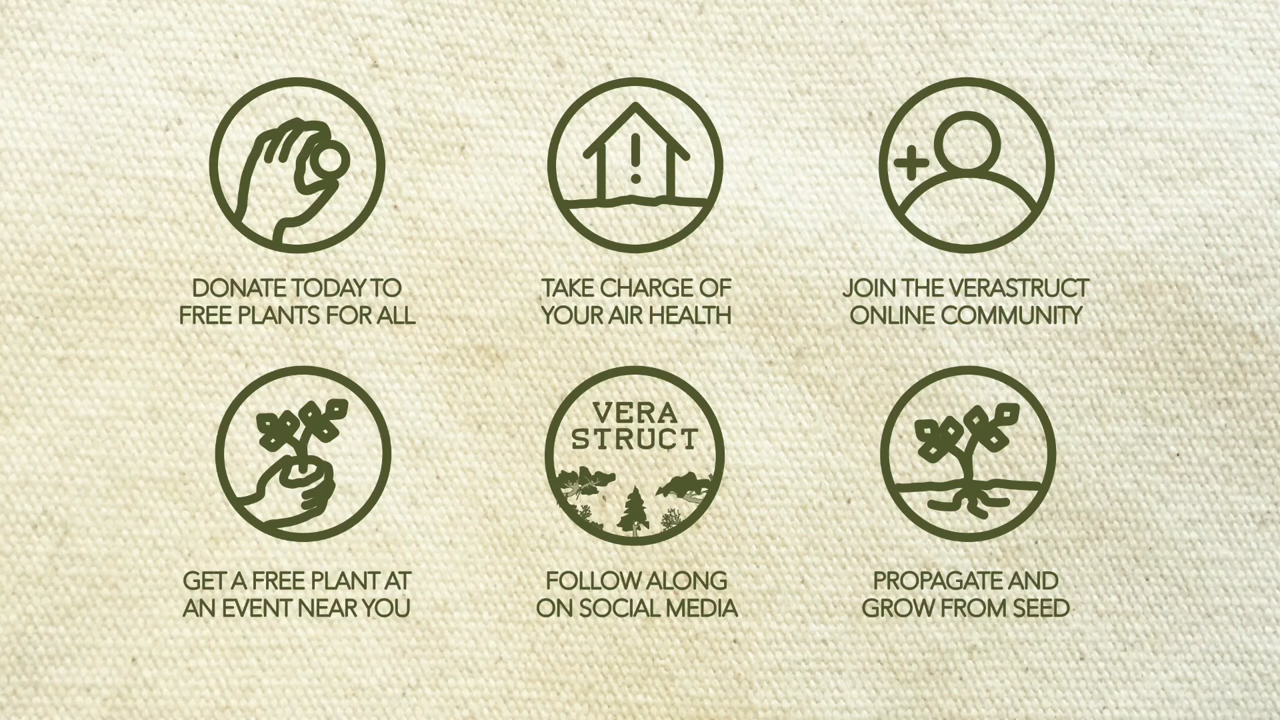 DONATE TODAY TO
FREE PLANTS FOR ALL
TAKE CHARGE OF
YOUR AIR HEALTH
JOIN THE VERASTRUCT
ONLINE COMMUNITY
VERA
STRUCT
GET A FREE PLANT AT
AN EVENT NEAR YOU
FOLLOW ALONG
ON SOCIAL MEDIA
PROPAGATE AND
GROW FROM SEED